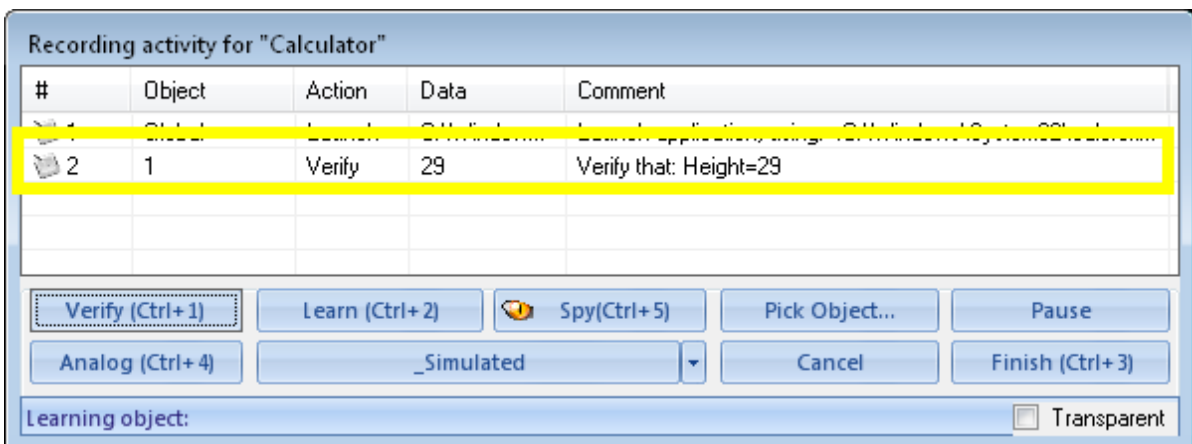 Recording activity for "Calculator"
# Object Action Data Comment
2 1 Verify 29 Verify that: Height=29
Verify (Ctrl+1) Learn (Ctrl+2) Spy(Ctrl+5) Pick Object... Pause
Analog (Ctrl+4) _Simulated Cancel Finish (Ctrl+3)
Learning object: Transparent